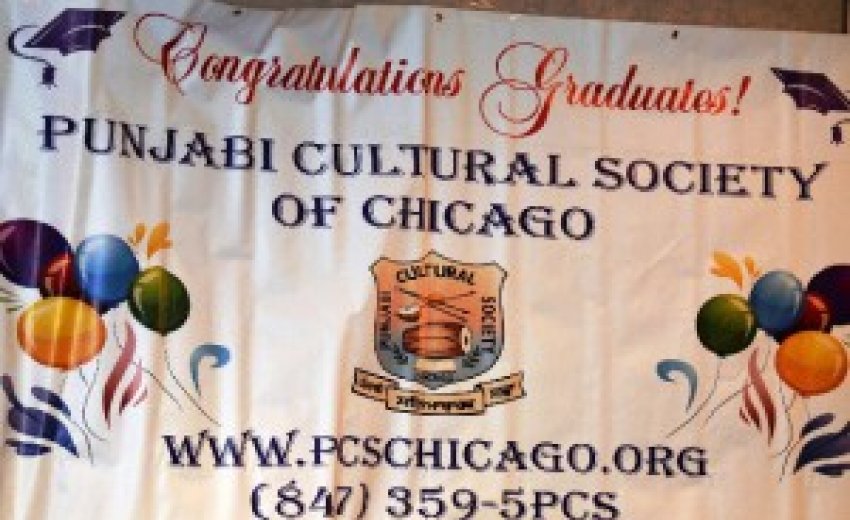 Congratulations Graduates!
PUNJABI CULTURAL SOCIETY
OF CHICAGO
CULTURAL
SOCIETY
WWW.PCSCHICAGO.ORG
(847) 359-5PCS